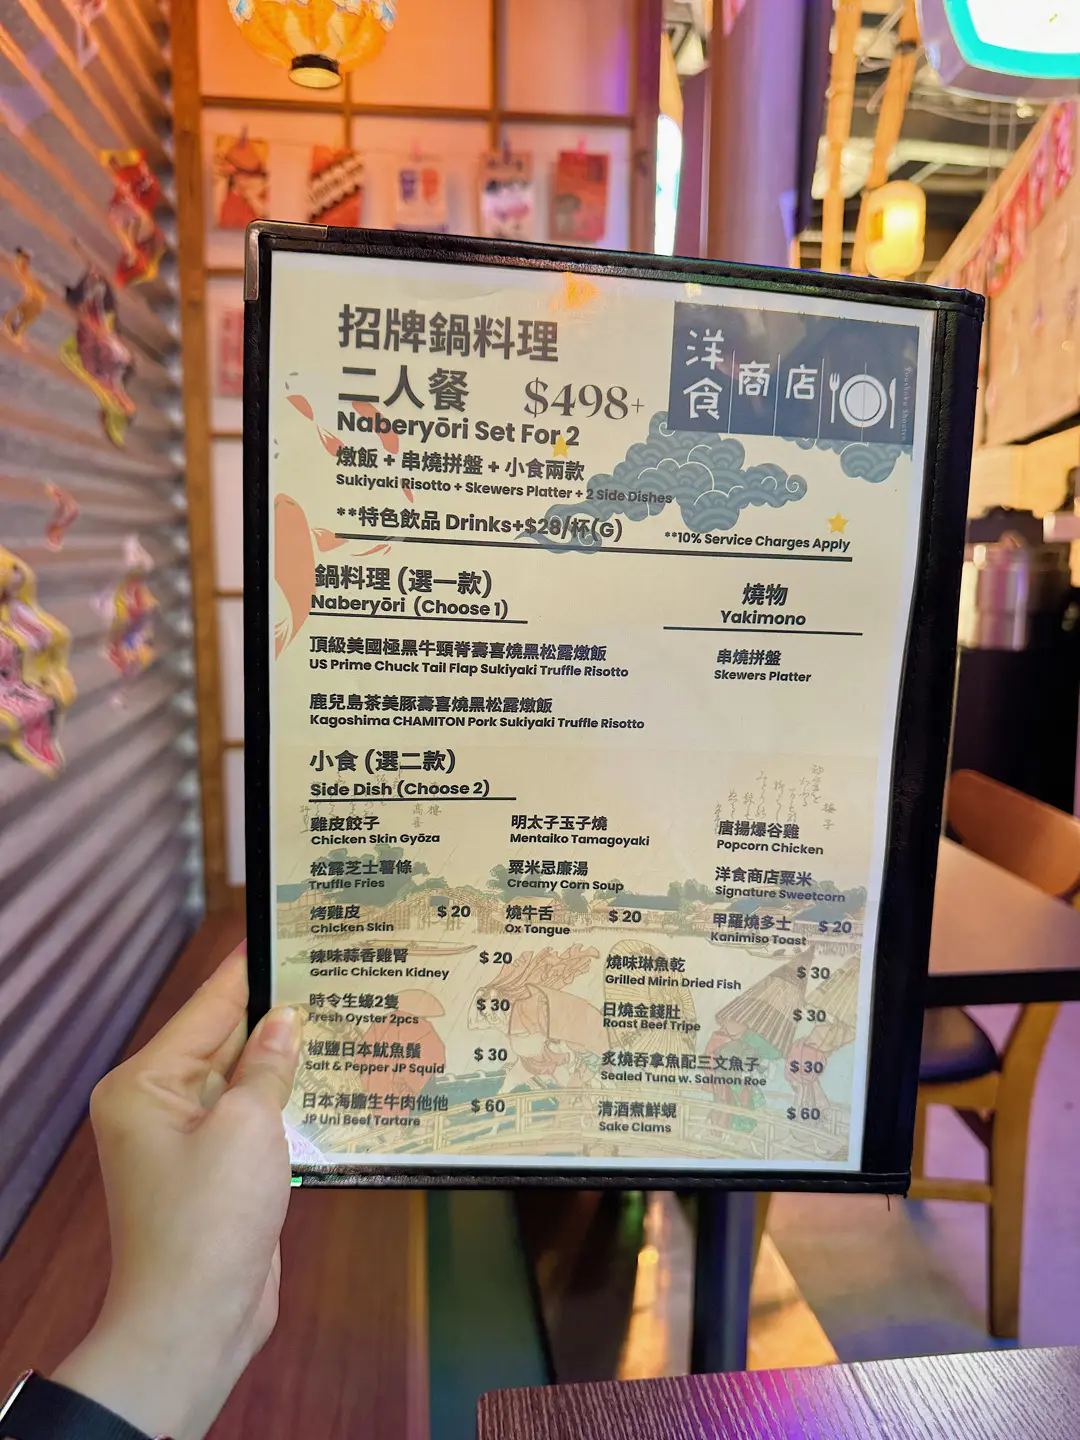 招牌鍋料理
二人餐 $498+
Naberyōri Set For 2
洋食商店
燉飯 + 串燒拼盤 + 小食兩款
Sukiyaki Risotto + Skewers Platter + 2 Side Dishes
**特色飲品 Drinks+$28/杯(G)
**10% Service Charges Apply
鍋料理 (選一款)
Naberyōri (Choose 1)
燒物
Yakimono
頂級美國極黑牛頸脊壽喜燒黑松露燉飯
US Prime Chuck Tail Flap Sukiyaki Truffle Risotto
串燒拼盤
Skewers Platter
鹿兒島茶美豚壽喜燒黑松露燉飯
Kagoshima CHAMITON Pork Sukiyaki Truffle Risotto
小食 (選二款)
Side Dish (Choose 2)
雞皮餃子
Chicken Skin Gyōza
明太子玉子燒
Mentaiko Tamagoyaki
唐揚爆谷雞
Popcorn Chicken
松露芝士薯條
Truffle Fries
粟米忌廉湯
Creamy Corn Soup
洋食商店粟米
Signature Sweetcorn
烤雞皮 $ 20
Chicken Skin
燒牛舌 $ 20
Ox Tongue
甲羅燒多士 $ 20
Kanimiso Toast
辣味蒜香雞腎 $ 20
Garlic Chicken Kidney
燒味琳魚乾 $ 30
Grilled Mirin Dried Fish
時令生蠔2隻 $ 30
Fresh Oyster 2pcs
日燒金錢肚 $ 30
Roast Beef Tripe
椒鹽日本魷魚鬚 $ 30
Salt & Pepper JP Squid
炙燒吞拿魚配三文魚子 $ 30
Sealed Tuna w. Salmon Roe
日本海膽生牛肉他他 $ 60
JP Uni Beef Tartare
清酒煮鮮蜆 $ 60
Sake Clams